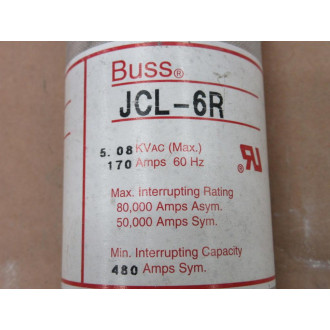 Buss®
JCL-6R
5.08 KVAC (Max.)
170 Amps 60 Hz
Max. Interrupting Rating
80,000 Amps Asym.
50,000 Amps Sym.
Min. Interrupting Capacity
480 Amps Sym.